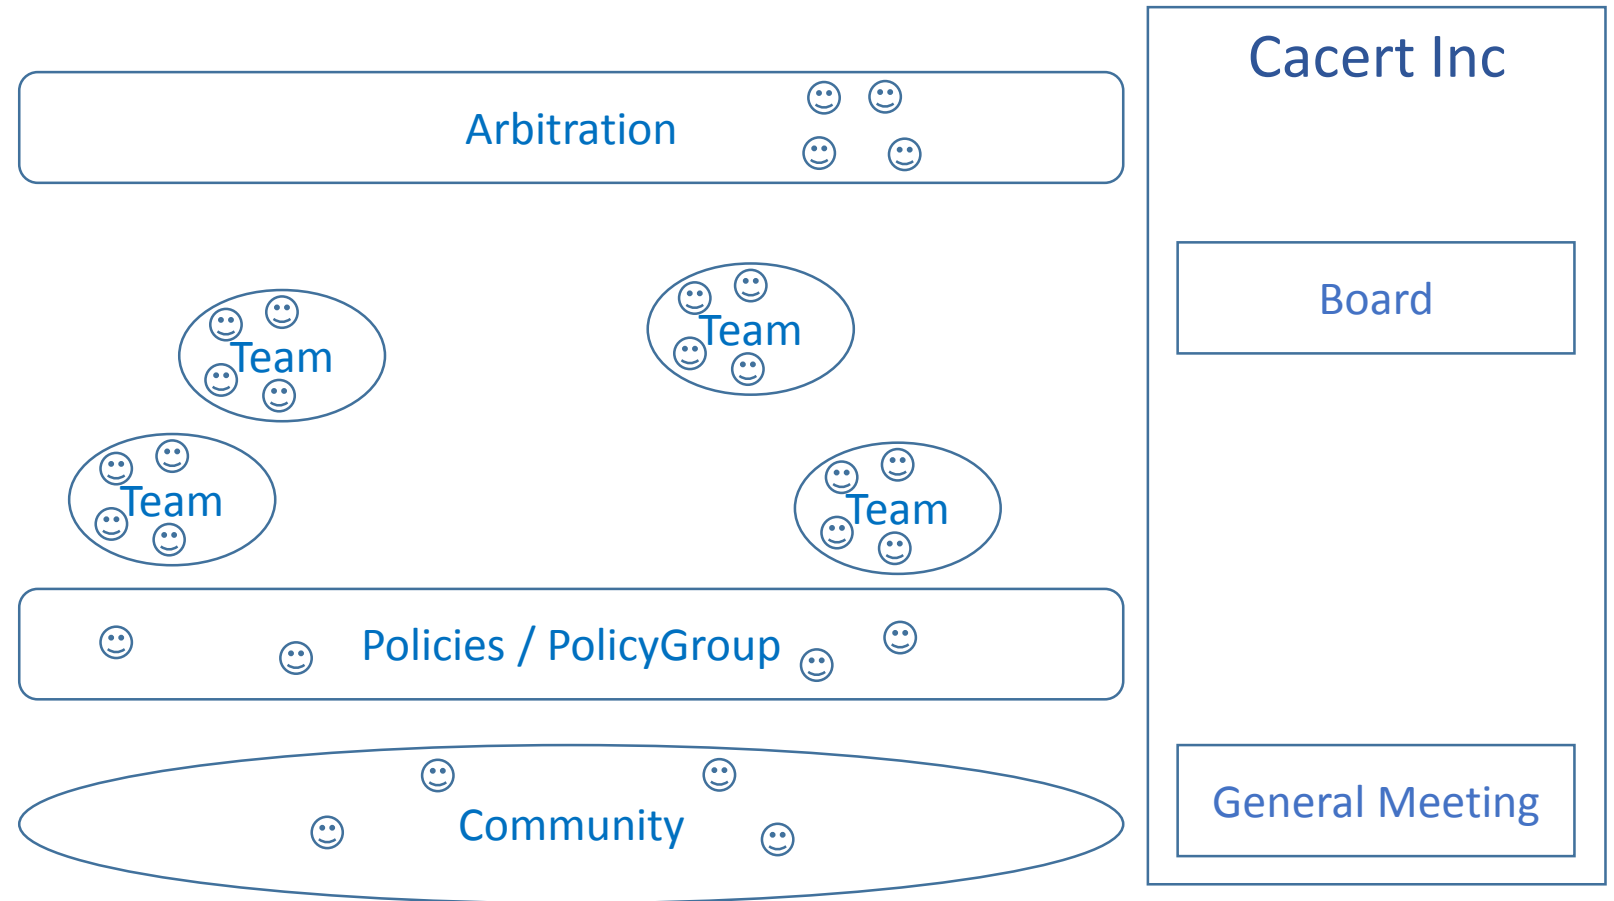 Cacert Inc
Arbitration
Board
Team
Team
Team
Team
Policies / PolicyGroup
Community
General Meeting